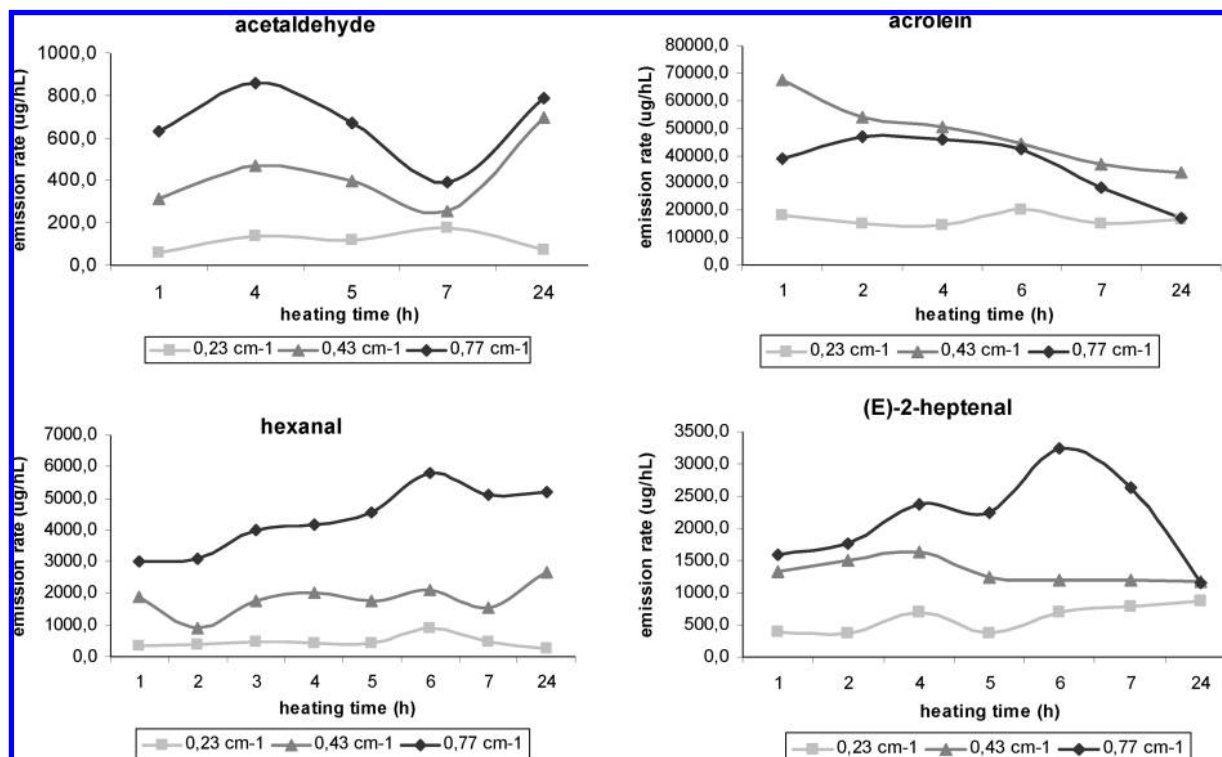 acetaldehyde
emission rate (ug/hL)
1000,0
800,0
600,0
400,0
200,0
0,0
1 4 5 7 24
heating time (h)
0,23 cm-1 0,43 cm-1 0,77 cm-1
acrolein
emission rate (ug/hL)
80000,0
70000,0
60000,0
50000,0
40000,0
30000,0
20000,0
10000,0
0,0
1 2 4 6 7 24
heating time (h)
0,23 cm-1 0,43 cm-1 0,77 cm-1
hexanal
emission rate (ug/hL)
7000,0
6000,0
5000,0
4000,0
3000,0
2000,0
1000,0
0,0
1 2 3 4 5 6 7 24
heating time (h)
0,23 cm-1 0,43 cm-1 0,77 cm-1
(E)-2-heptenal
emission rate (ug/hL)
3500,0
3000,0
2500,0
2000,0
1500,0
1000,0
500,0
0,0
1 2 4 5 6 7 24
heating time (h)
0,23 cm-1 0,43 cm-1 0,77 cm-1